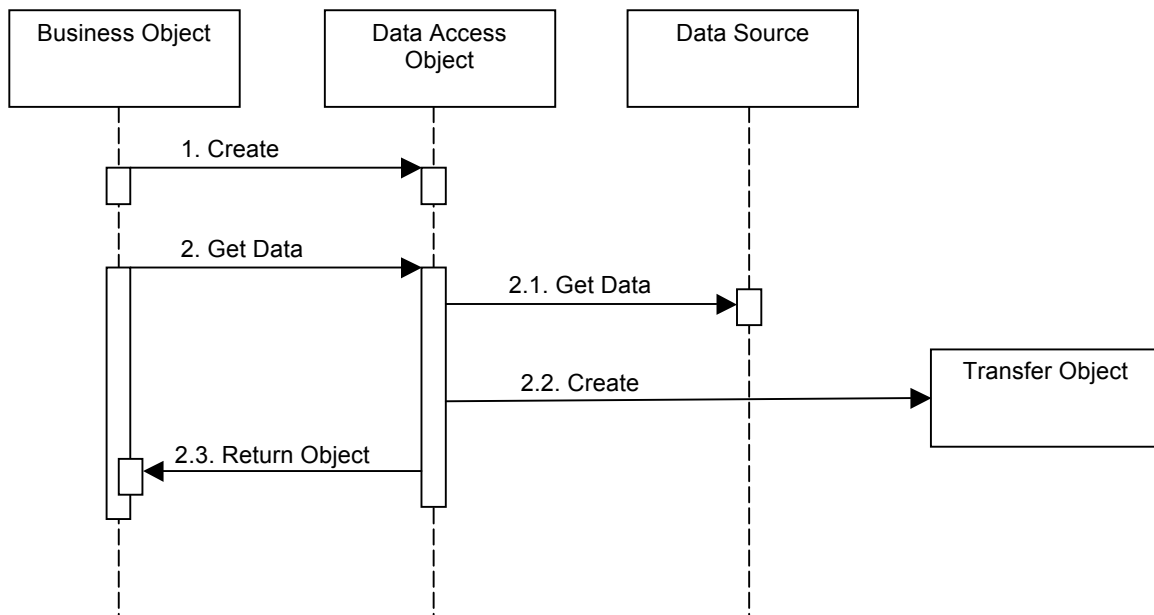 Business Object
Data Access
Object
Data Source
1. Create
2. Get Data
2.1. Get Data
Transfer Object
2.2. Create
2.3. Return Object